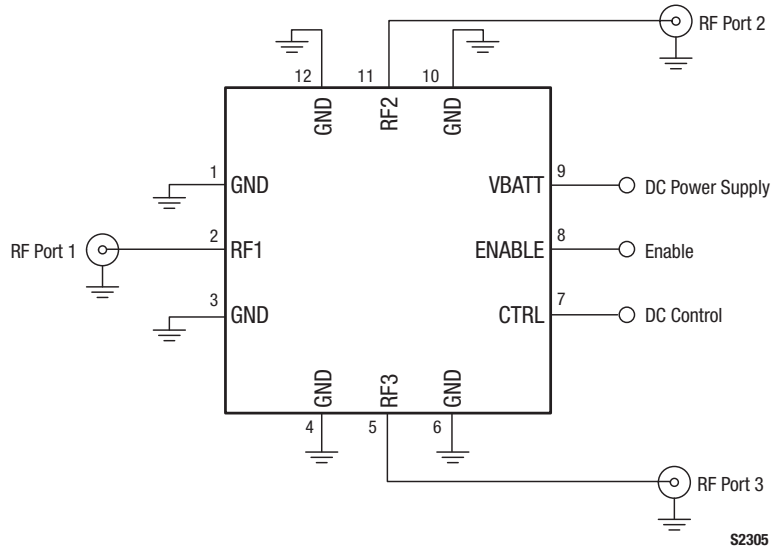 RF Port 2
12
11
10
GND
RF2
GND
1
GND
VBATT
9
DC Power Supply
RF Port 1
2
RF1
ENABLE
8
Enable
3
GND
CTRL
7
DC Control
GND
RF3
GND
4
5
6
RF Port 3
S2305